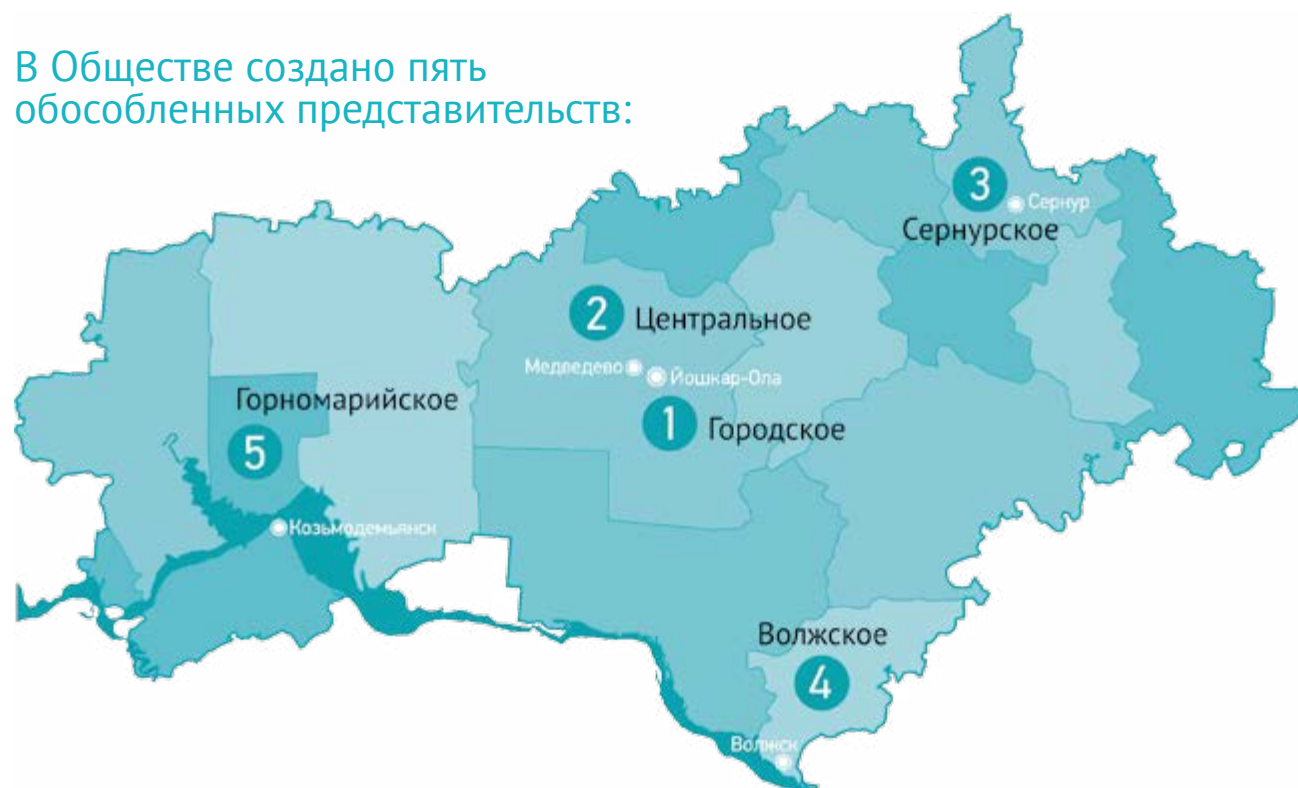 В Обществе создано пять
обособленных представительств:
3
Сернур
Сернурское
2
Центральное
Медведево
Йошкар-Ола
Горномарийское
1
Городское
5
Козьмодемьянск
Волжское
4
Волжск